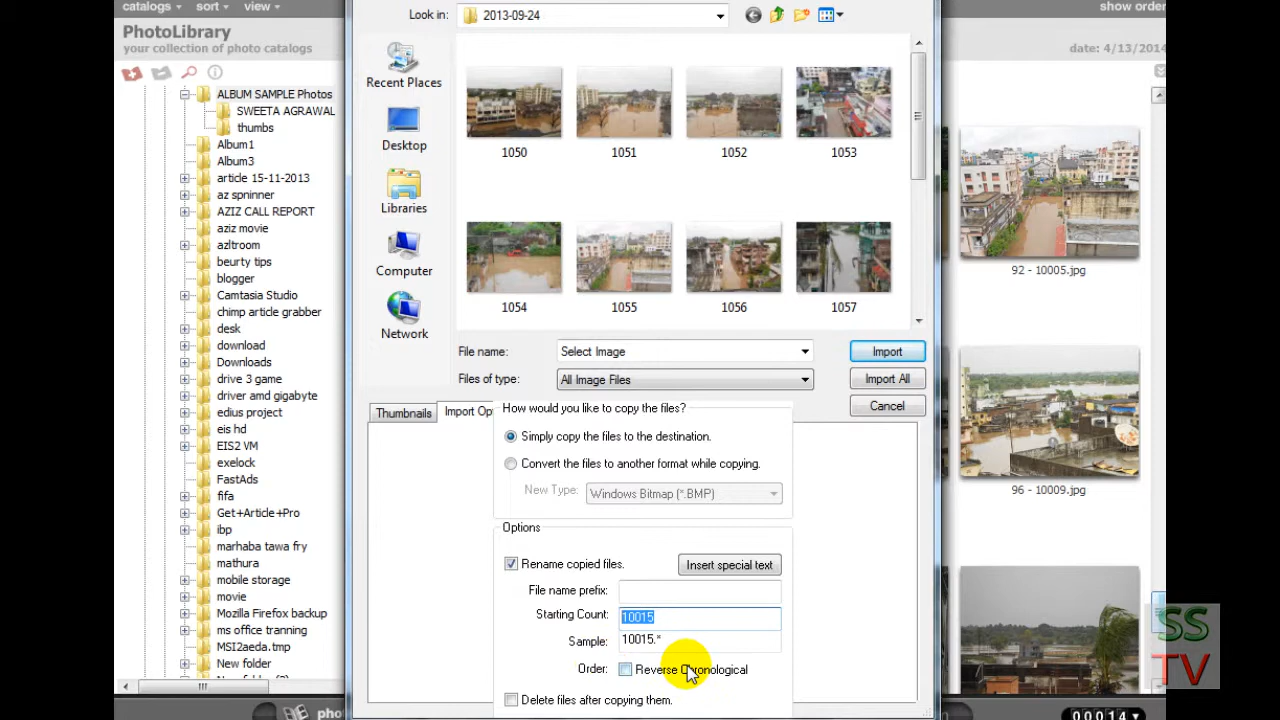 catalogs sort view
PhotoLibrary
your collection of photo catalogs
ALBUM SAMPLE Photos
SWEETA AGRAWAL
thumbs
Album1
Album3
article 15-11-2013
az spninner
AZIZ CALL REPORT
aziz movie
azltroom
beurty tips
blogger
Camtasia Studio
chimp article grabber
desk
download
Downloads
drive 3 game
driver amd gigabyte
edius project
eis hd
EIS2 VM
exelock
FastAds
fifa
Get+Article+Pro
ibp
marhaba tawa fry
mathura
mobile storage
movie
Mozilla Firefox backup
ms office tranning
MSI2aeda.tmp
New folder
Look in: 2013-09-24
Recent Places
Desktop
Libraries
Computer
Network
1050 1051 1052 1053
1054 1055 1056 1057
File name: Select Image Import
Files of type: All Image Files Import All
Cancel
Thumbnails Import Op
How would you like to copy the files?
Simply copy the files to the destination.
Convert the files to another format while copying.
New Type: Windows Bitmap (*.BMP)
Options
Rename copied files. Insert special text
File name prefix:
Starting Count: 10015
Sample: 10015.*
Order: Reverse Chronological
Delete files after copying them.
show order
date: 4/13/2014
92 - 10005.jpg
96 - 10009.jpg
SS
TV
pho
00014